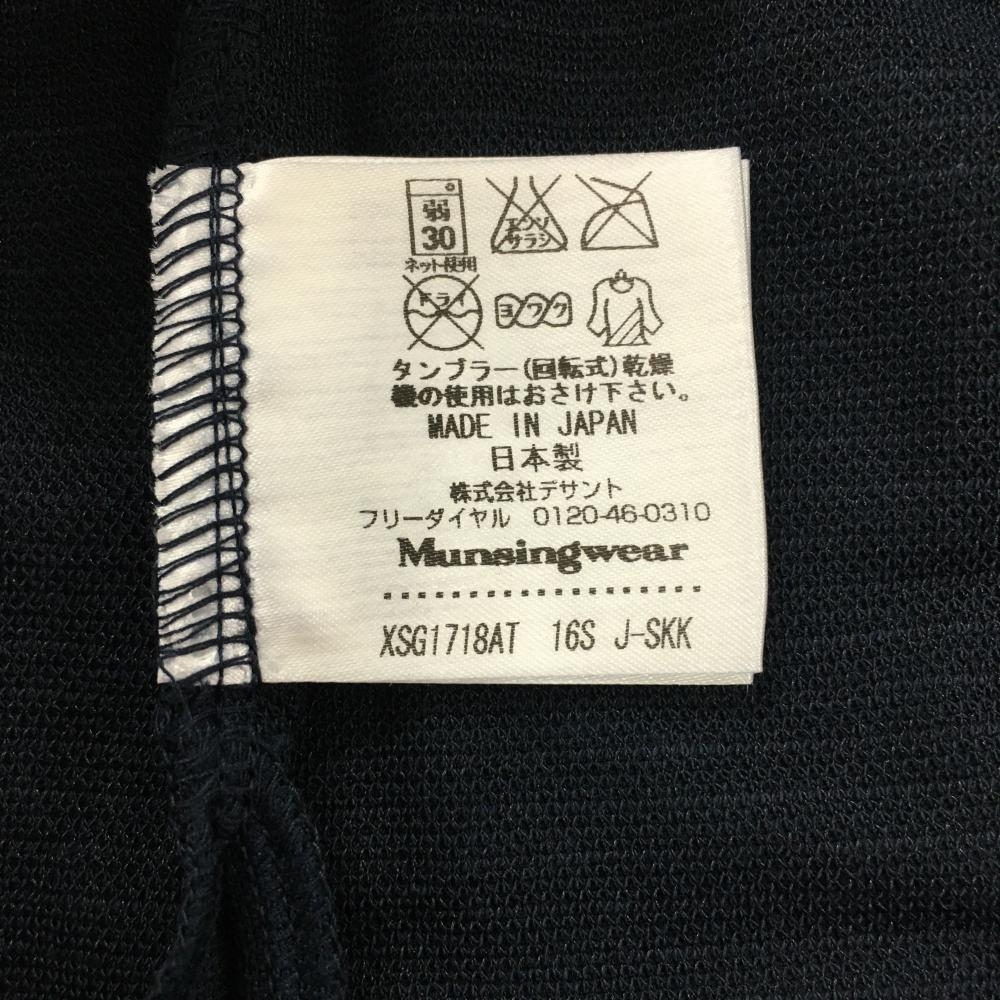 弱
30
ネット使用
エンソ
サラシ
ドライ
ヨワク
タンブラー(回転式)乾燥
機の使用はおさけ下さい。
MADE IN JAPAN
日本製
株式会社デサント
フリーダイヤル 0120-46-0310
Munsingwear
XSG1718AT 16S J-SKK